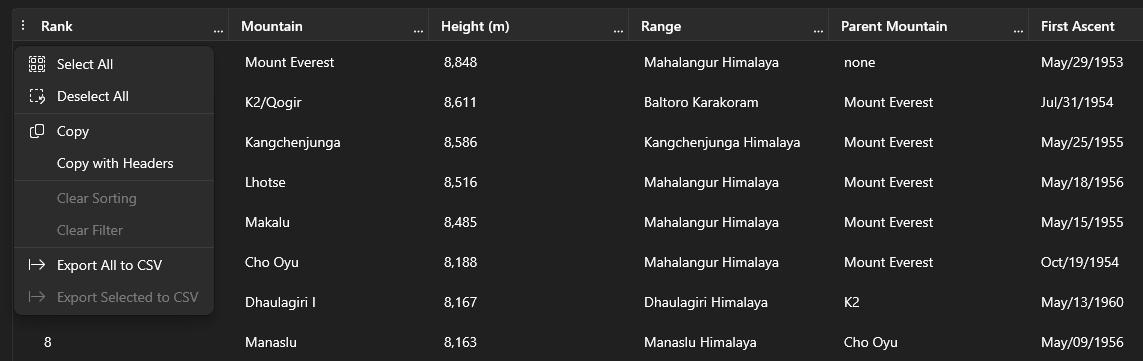 Rank ... Mountain ... Height (m) ... Range ... Parent Mountain ... First Ascent
Select All
Deselect All
Copy
Copy with Headers
Clear Sorting
Clear Filter
Export All to CSV
Export Selected to CSV
Mount Everest 8,848 Mahalangur Himalaya none May/29/1953
K2/Qogir 8,611 Baltoro Karakoram Mount Everest Jul/31/1954
Kangchenjunga 8,586 Kangchenjunga Himalaya Mount Everest May/25/1955
Lhotse 8,516 Mahalangur Himalaya Mount Everest May/18/1956
Makalu 8,485 Mahalangur Himalaya Mount Everest May/15/1955
Cho Oyu 8,188 Mahalangur Himalaya Mount Everest Oct/19/1954
Dhaulagiri I 8,167 Dhaulagiri Himalaya K2 May/13/1960
8 Manaslu 8,163 Manaslu Himalaya Cho Oyu May/09/1956